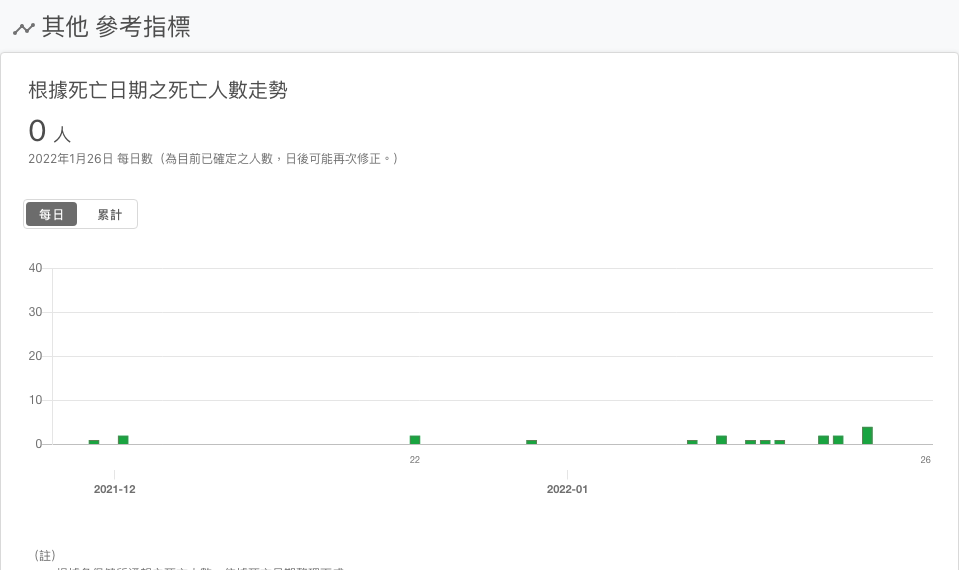 其他 參考指標
根據死亡日期之死亡人數走勢
0 人
2022年1月26日 每日數（為目前已確定之人數，日後可能再次修正。）
每日 累計
40
30
20
10
0
22 26
2021-12 2022-01
（註）